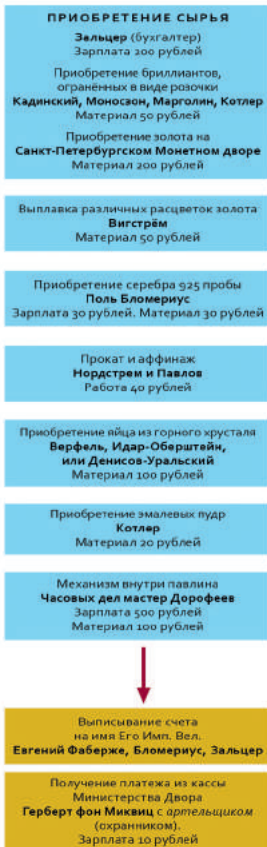 ПРИОБРЕТЕНИЕ СЫРЬЯ
Зальцер (бухгалтер)
Зарплата 200 рублей
Приобретение бриллиантов,
огранённых в виде розочки
Кадинский, Моносзон, Марголин, Котлер
Материал 50 рублей
Приобретение золота на
Санкт-Петербургском Монетном дворе
Материал 200 рублей
Выплавка различных расцветок золота
Вигстрём
Материал 50 рублей
Приобретение серебра 925 пробы
Поль Бломериус
Зарплата 30 рублей. Материал 30 рублей
Прокат и аффинаж
Нордстрем и Павлов
Работа 40 рублей
Приобретение яйца из горного хрусталя
Верфель, Идар-Оберштейн,
или Денисов-Уральский
Материал 100 рублей
Приобретение эмалевых пудр
Котлер
Материал 20 рублей
Механизм внутри павлина
Часовых дел мастер Дорофеев
Зарплата 500 рублей
Материал 100 рублей
Выписывание счета
на имя Его Имп. Вел.
Евгений Фаберже, Бломериус, Зальцер
Получение платежа из кассы
Министерства Двора
Герберт фон Миквиц с артельщиком
(охранником).
Зарплата 10 рублей